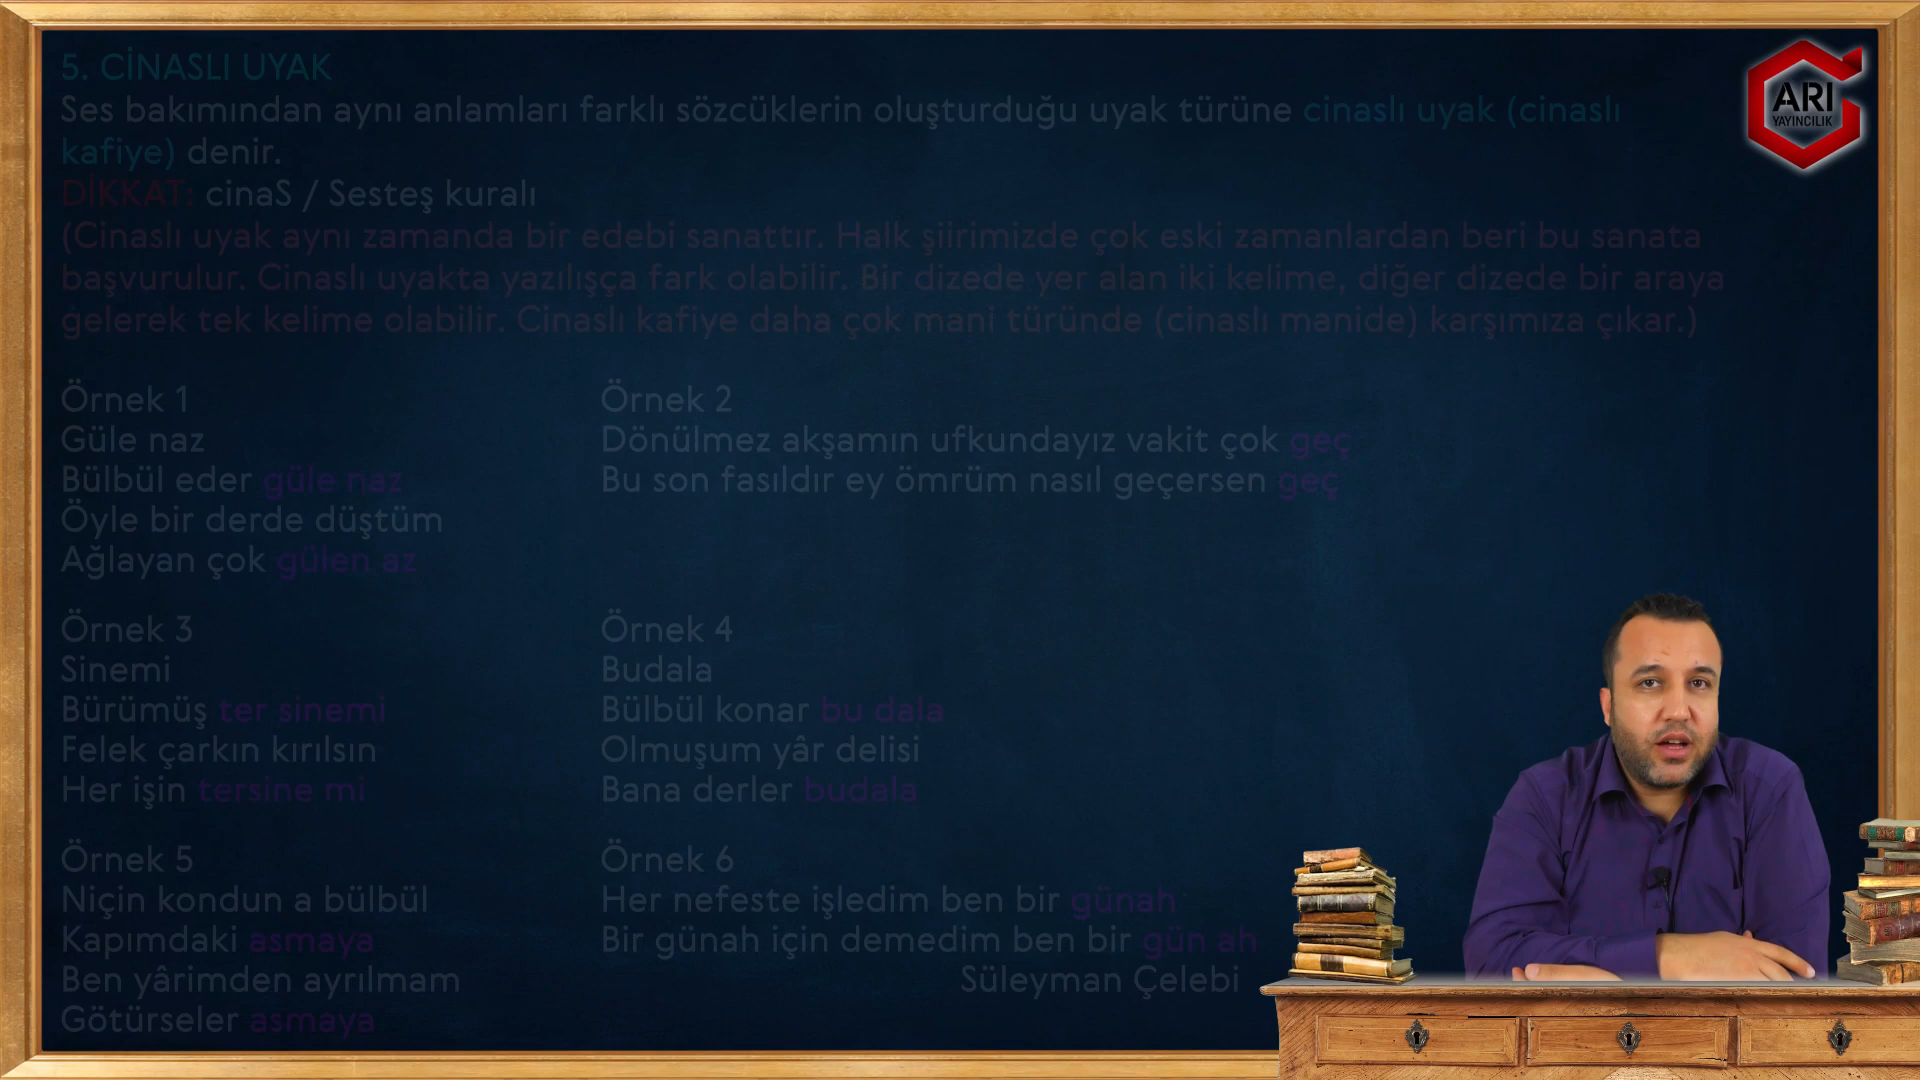 5. CİNASLI UYAK
Ses bakımından aynı anlamları farklı sözcüklerin oluşturduğu uyak türüne cinaslı uyak (cinaslı
kafiye) denir.
DİKKAT: cinaS / Sesteş kuralı
(Cinaslı uyak aynı zamanda bir edebi sanattır. Halk şiirimizde çok eski zamanlardan beri bu sanata
başvurulur. Cinaslı uyakta yazılışça fark olabilir. Bir dizede yer alan iki kelime, diğer dizede bir araya
gelerek tek kelime olabilir. Cinaslı kafiye daha çok mani türünde (cinaslı manide) karşımıza çıkar.)
Örnek 1
Güle naz
Bülbül eder güle naz
Öyle bir derde düştüm
Ağlayan çok gülen az
Örnek 2
Dönülmez akşamın ufkundayız vakit çok geç
Bu son fasıldır ey ömrüm nasıl geçersen geç
Örnek 3
Sinemi
Bürümüş ter sinemi
Felek çarkın kırılsın
Her işin tersine mi
Örnek 4
Budala
Bülbül konar bu dala
Olmuşum yâr delisi
Bana derler budala
Örnek 5
Niçin kondun a bülbül
Kapımdaki asmaya
Ben yârimden ayrılmam
Götürseler asmaya
Örnek 6
Her nefeste işledim ben bir günah
Bir günah için demedim ben bir gün ah
Süleyman Çelebi
ARI
YAYINCILIK